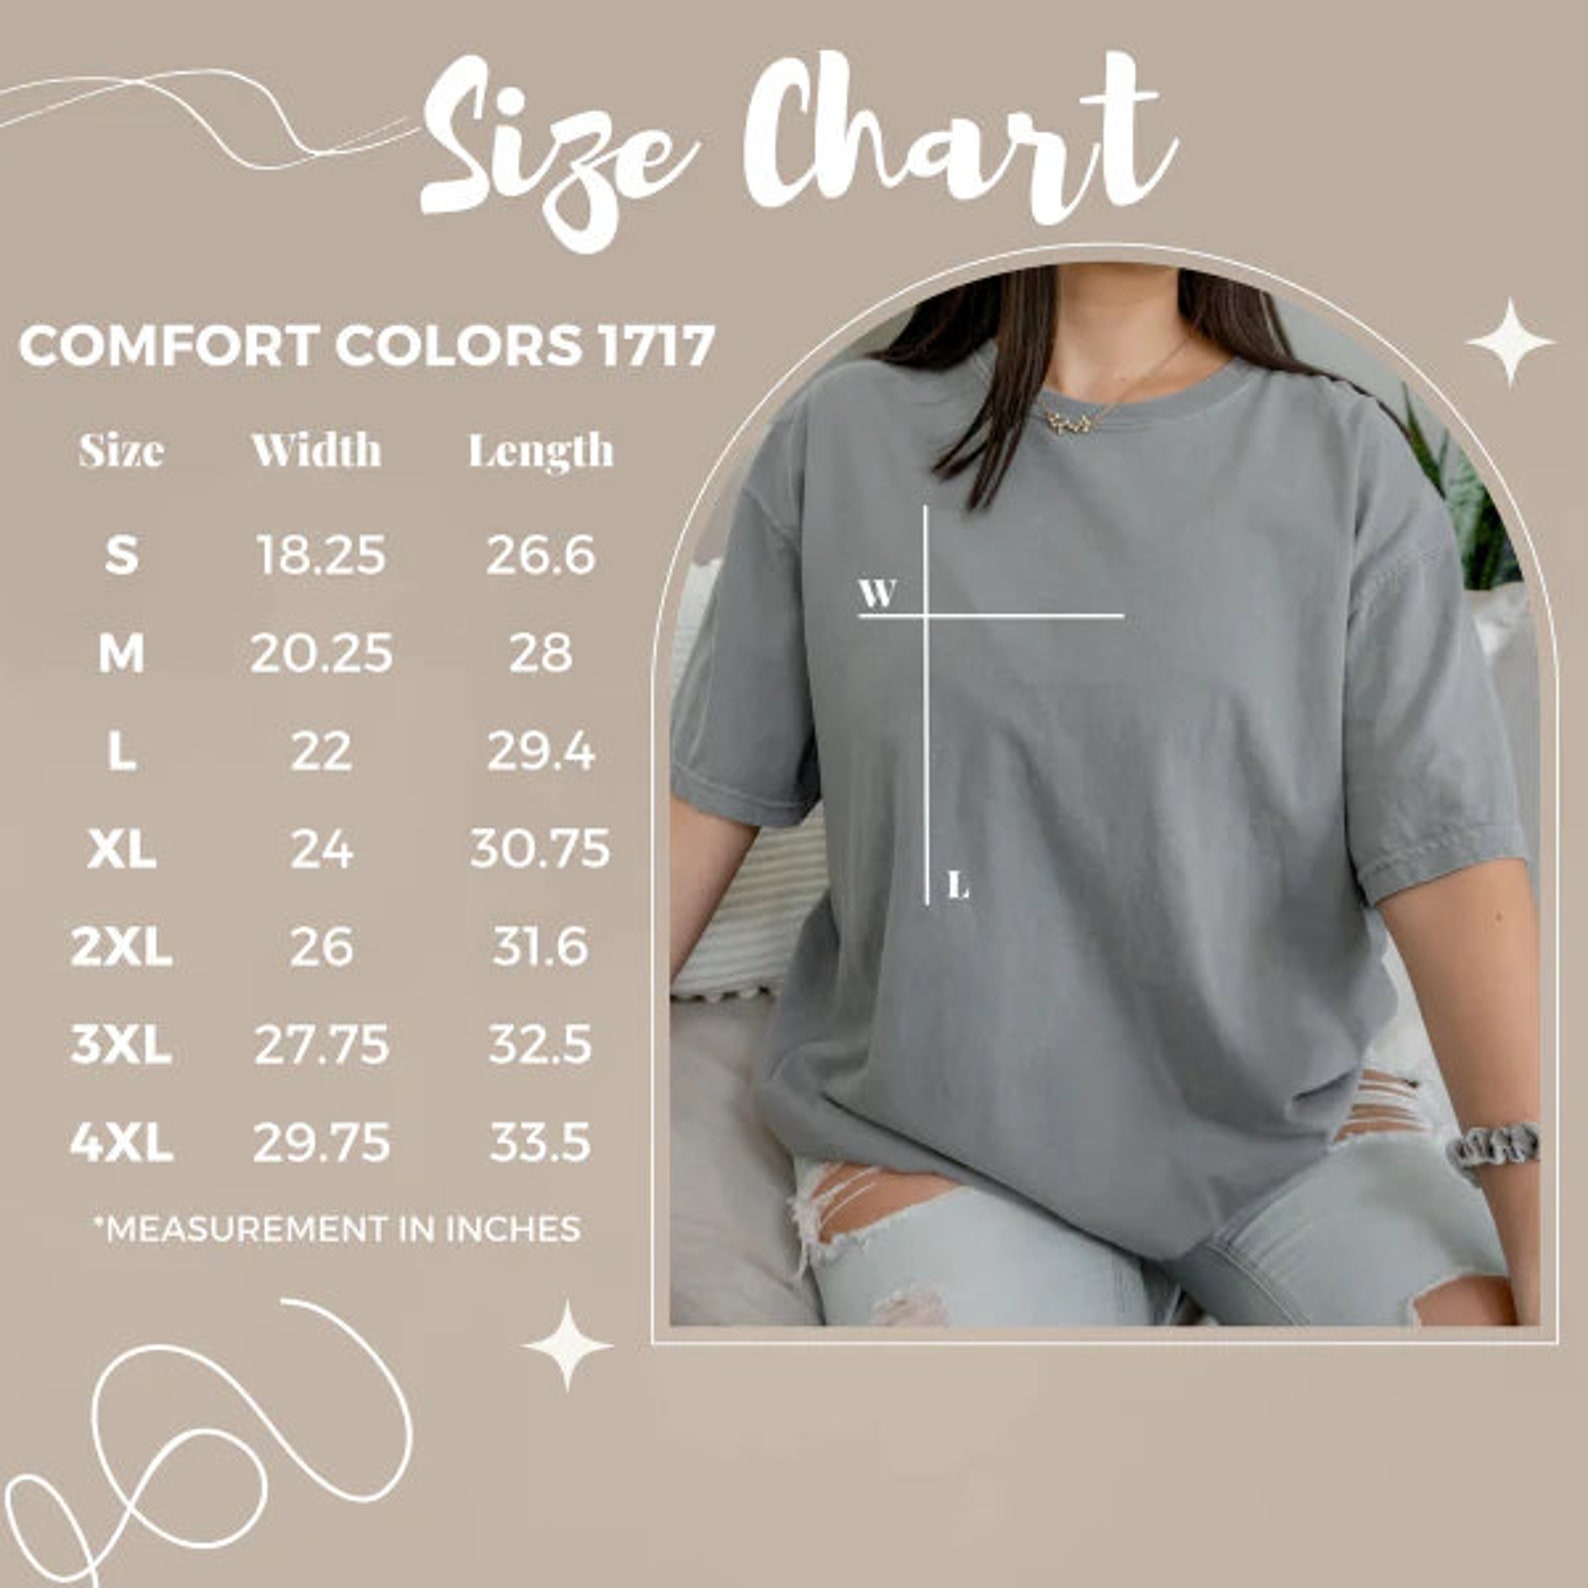 Size Chart
COMFORT COLORS 1717
Size Width Length
S 18.25 26.6
M 20.25 28
L 22 29.4
XL 24 30.75
2XL 26 31.6
3XL 27.75 32.5
4XL 29.75 33.5
*MEASUREMENT IN INCHES
W
L